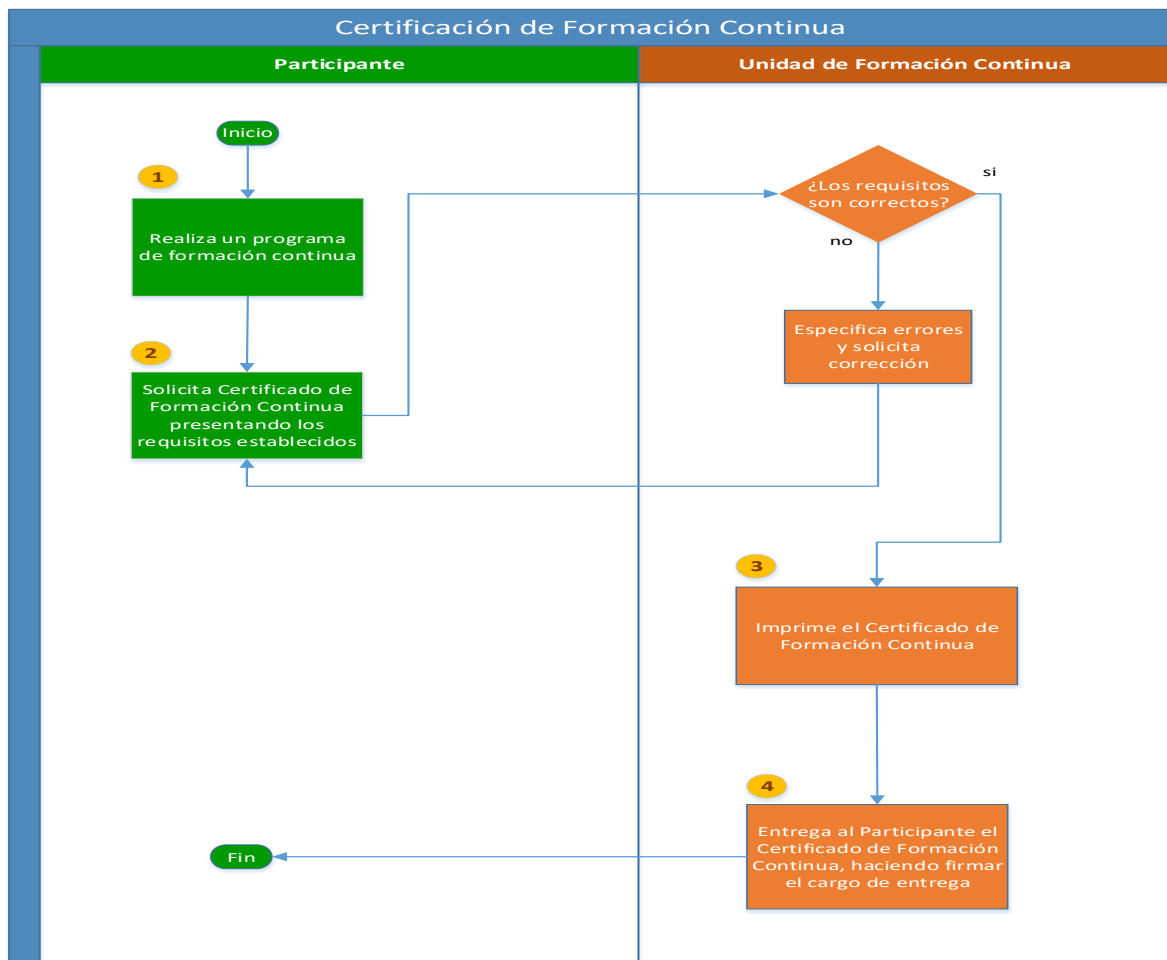 Certificación de Formación Continua
Participante
Unidad de Formación Continua
Inicio
1
Realiza un programa
de formación continua
2
Solicita Certificado de
Formación Continua
presentando los
requisitos establecidos
¿Los requisitos
son correctos?
si
no
Especifica errores
y solicita
corrección
3
Imprime el Certificado de
Formación Continua
4
Entrega al Participante el
Certificado de Formación
Continua, haciendo firmar
el cargo de entrega
Fin